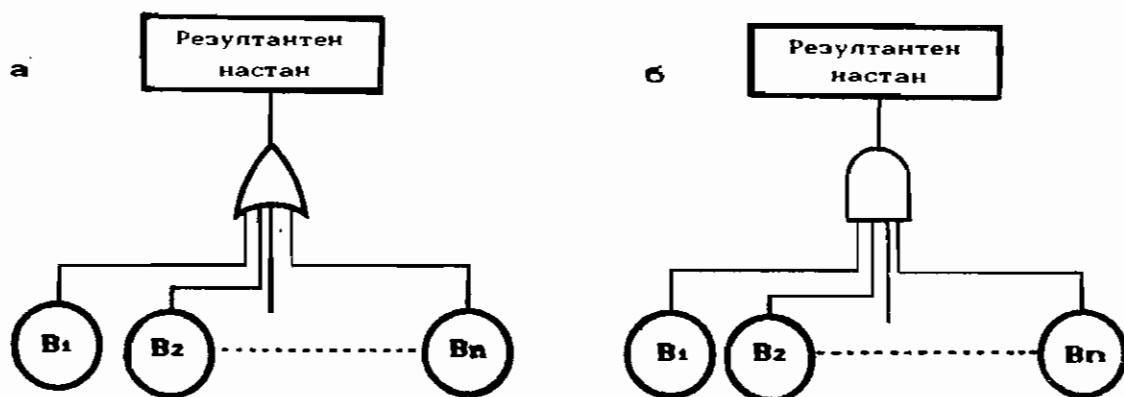 а
Резултантен
настан
B1
B2
Bn
б
Резултантен
настан
B1
B2
Bn